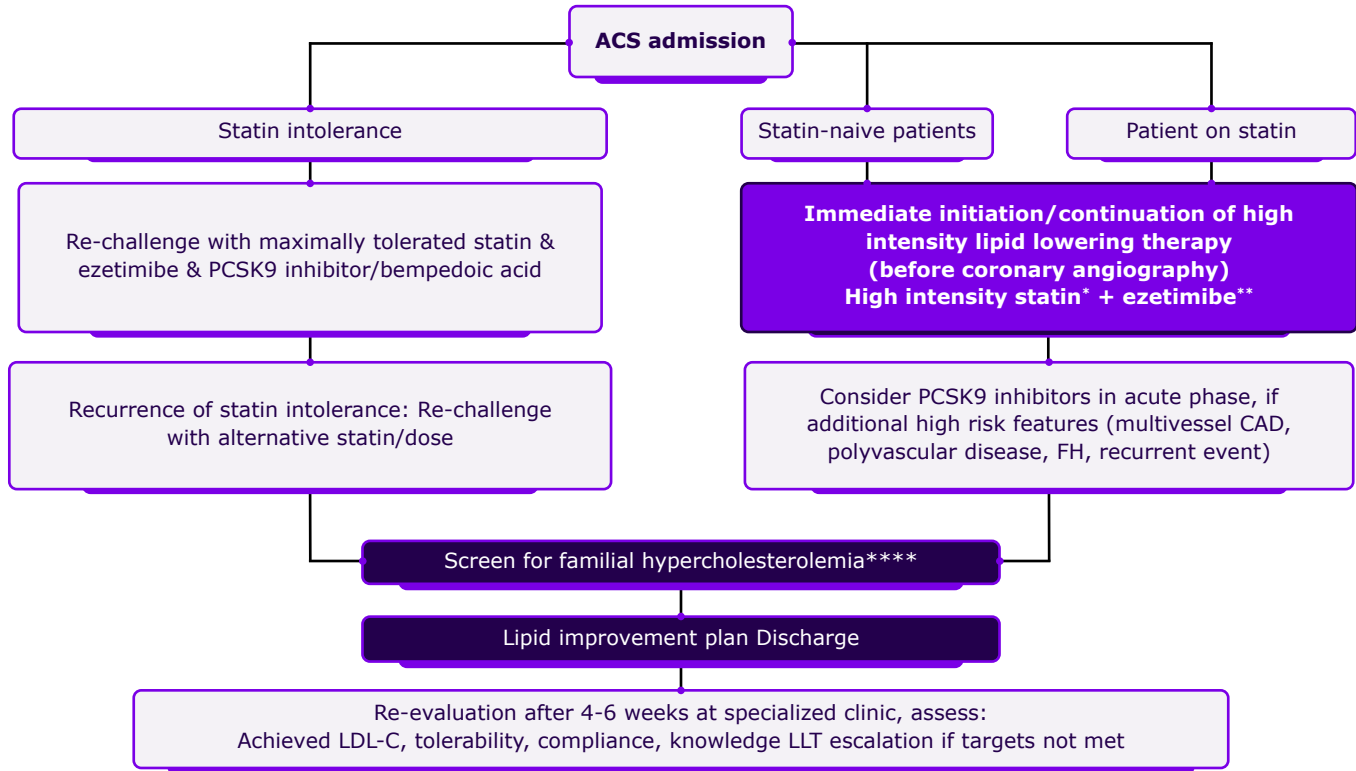 ACS admission
Statin intolerance
Statin-naive patients
Patient on statin
Re-challenge with maximally tolerated statin &
ezetimibe & PCSK9 inhibitor/bempedoic acid
Immediate initiation/continuation of high
intensity lipid lowering therapy
(before coronary angiography)
High intensity statin* + ezetimibe**
Recurrence of statin intolerance: Re-challenge
with alternative statin/dose
Consider PCSK9 inhibitors in acute phase, if
additional high risk features (multivessel CAD,
polyvascular disease, FH, recurrent event)
Screen for familial hypercholesterolemia****
Lipid improvement plan Discharge
Re-evaluation after 4-6 weeks at specialized clinic, assess:
Achieved LDL-C, tolerability, compliance, knowledge LLT escalation if targets not met